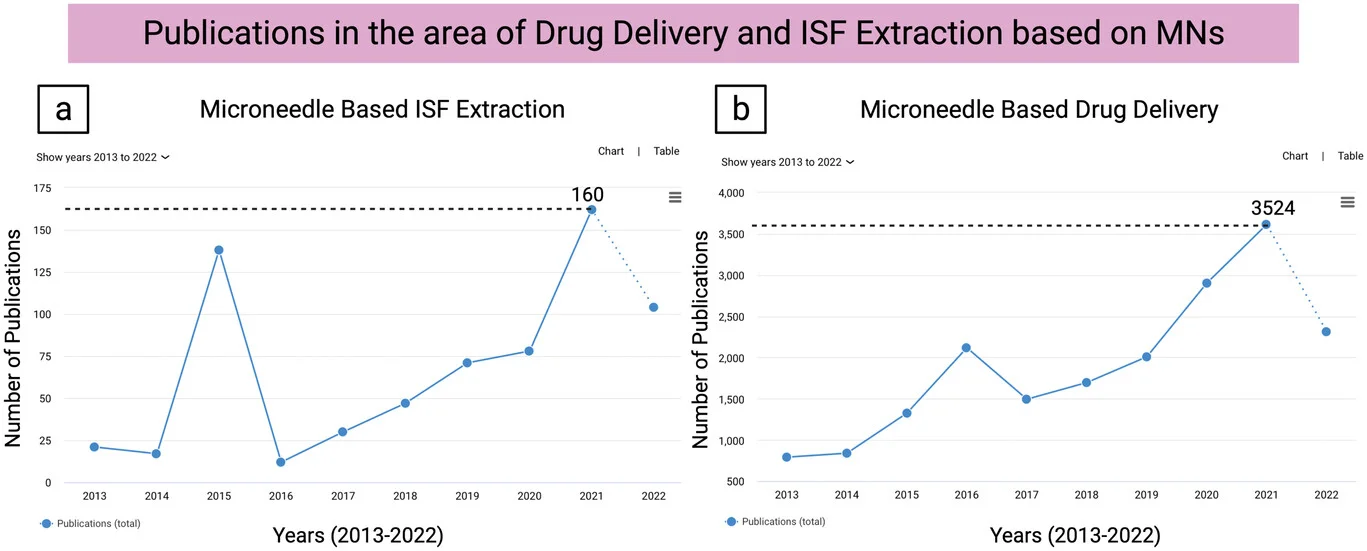 Publications in the area of Drug Delivery and ISF Extraction based on MNs
a
Microneedle Based ISF Extraction
Show years 2013 to 2022
Chart | Table
175
160
150
125
100
75
50
25
0
Number of Publications
2013 2014 2015 2016 2017 2018 2019 2020 2021 2022
Publications (total)
Years (2013-2022)
b
Microneedle Based Drug Delivery
Show years 2013 to 2022
Chart | Table
4,000
3524
3,500
3,000
2,500
2,000
1,500
1,000
500
Number of Publications
2013 2014 2015 2016 2017 2018 2019 2020 2021 2022
Publications (total)
Years (2013-2022)